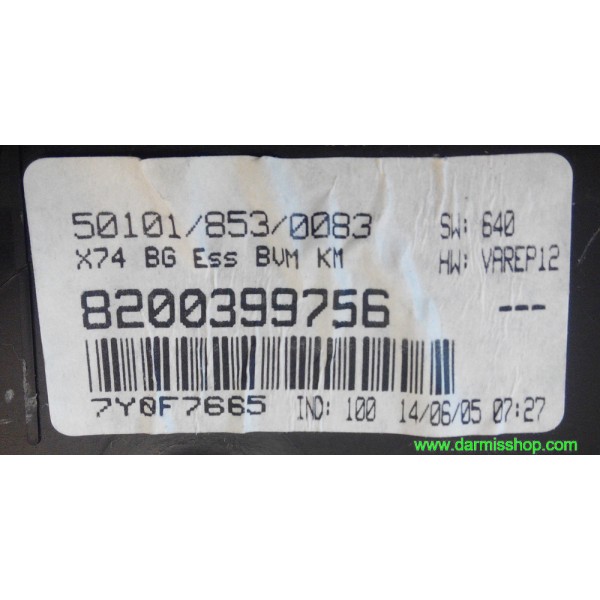 50101/853/0083 SW: 640
X74 BG Ess BVM KM HW: VAREP12
8200399756 ---
7Y0F7665 IND: 100 14/06/05 07:27
www.darmisshop.com